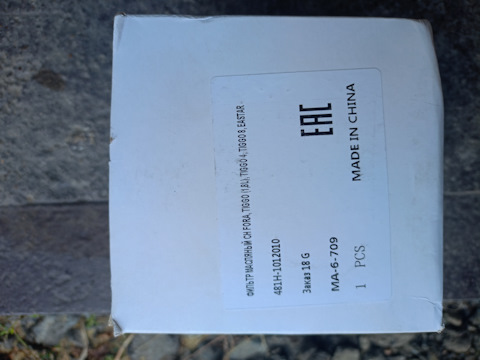 ФИЛЬТР МАСЛЯНЫЙ CH FORA, TIGGO (1,8L), TIGGO 4, TIGGO 8, EASTAR -
481H-1012010
Заказ 18 G
EAC
MA-6-709
1 PCS MADE IN CHINA